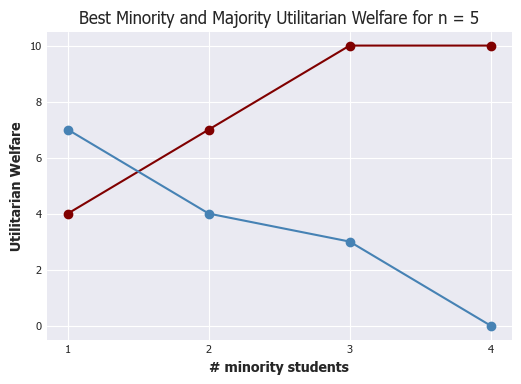 Best Minority and Majority Utilitarian Welfare for n = 5
10
8
6
4
2
0
Utilitarian Welfare
1 2 3 4
# minority students